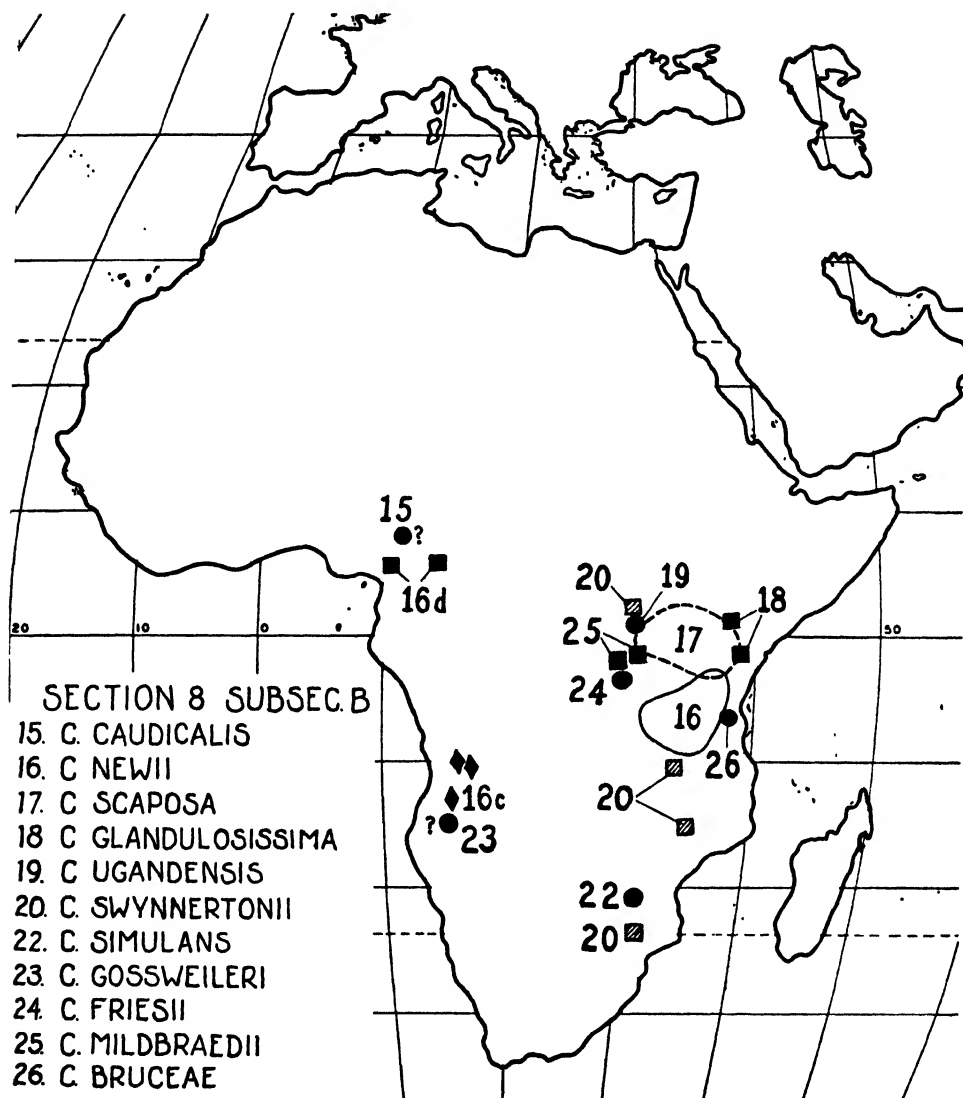 15
?
16d
20
19
18
25
17
24
16
26
16c
20
?
23
22
20
20
10
0
50
SECTION 8 SUBSEC. B
15. C. CAUDICALIS
16. C NEWII
17. C SCAPOSA
18 C GLANDULOSISSIMA
19. C UGANDENSIS
20. C. SWYNNERTONII
22. C. SIMULANS
23. C. GOSSWEILERI
24. C. FRIESII
25. C. MILDBRAEDII
26. C. BRUCEAE